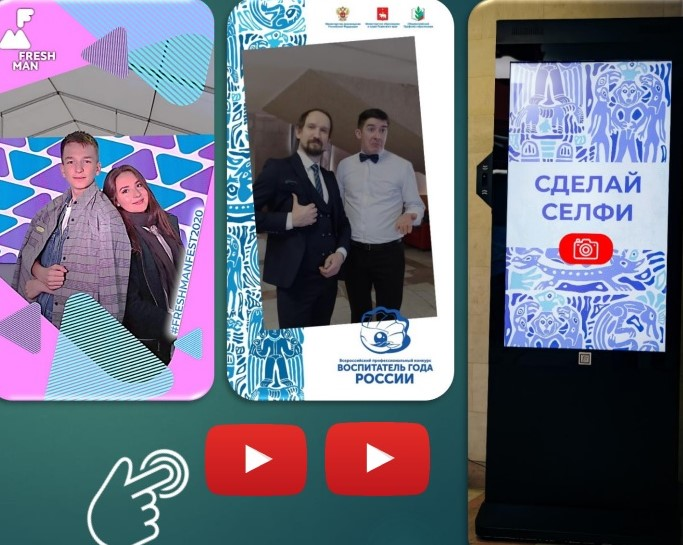 FRESH
MAN
#FRESHMANFEST2020
Всероссийский профессиональный конкурс
ВОСПИТАТЕЛЬ ГОДА
РОССИИ
СДЕЛАЙ
СЕЛФИ